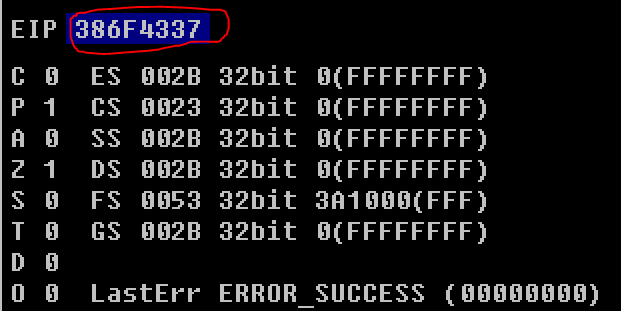 EIP 386F4337
C 0 ES 002B 32bit 0(FFFFFFFF)
P 1 CS 0023 32bit 0(FFFFFFFF)
A 0 SS 002B 32bit 0(FFFFFFFF)
Z 1 DS 002B 32bit 0(FFFFFFFF)
S 0 FS 0053 32bit 3A1000(FFF)
T 0 GS 002B 32bit 0(FFFFFFFF)
D 0
O 0 LastErr ERROR_SUCCESS (00000000)